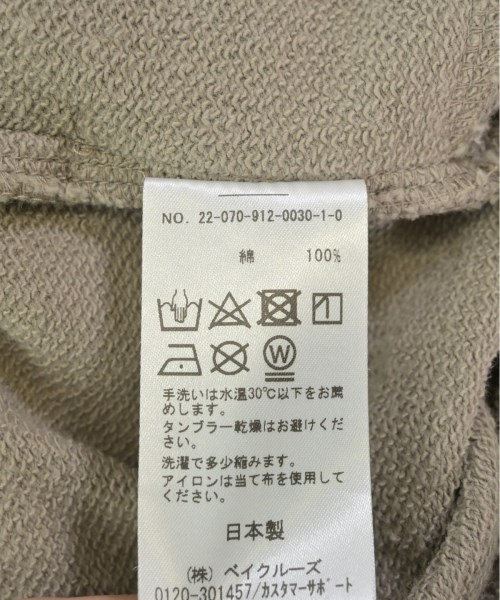 NO. 22-070-912-0030-1-0
綿 100%
手洗いは水温30℃以下をお薦
めします。
タンブラー乾燥はお避けくだ
さい。
洗濯で多少縮みます。
アイロンは当て布を使用して
ください。
日本製
(株) ベイクルーズ
0120-301457/カスタマーサポート